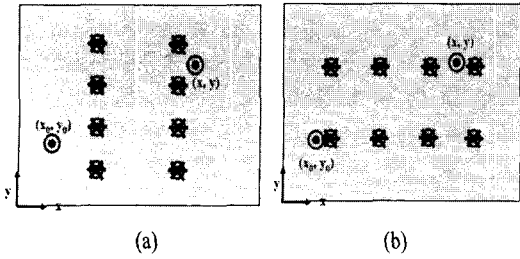 (x, y)
(x₀, y₀)
y
x
(a)
(x, y)
(x₀, y₀)
y
x
(b)